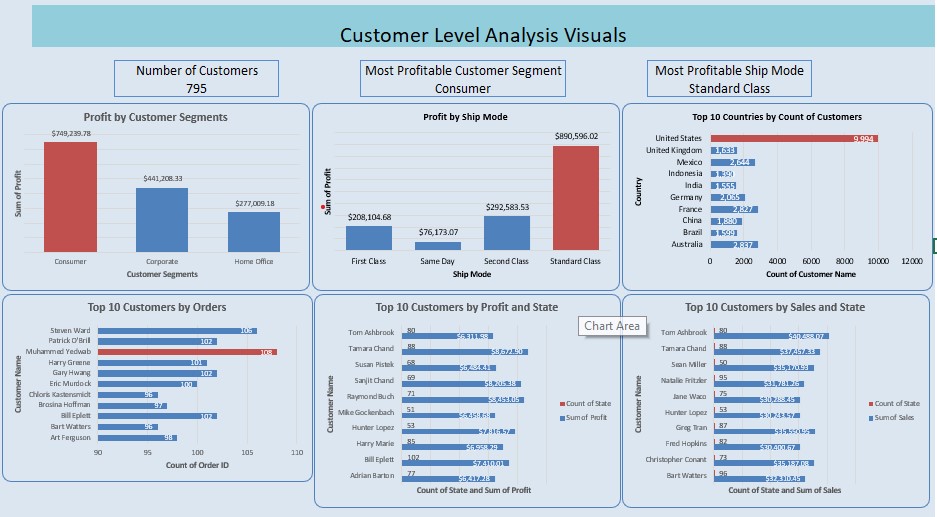 Customer Level Analysis Visuals
Number of Customers
795
Most Profitable Customer Segment
Consumer
Most Profitable Ship Mode
Standard Class
Profit by Customer Segments
$749,239.78
$441,208.33
$277,009.18
Sum of Profit
Consumer
Corporate
Home Office
Customer Segments
Profit by Ship Mode
$208,104.68
$76,173.07
$292,583.53
$890,596.02
Sum of Profit
First Class
Same Day
Second Class
Standard Class
Ship Mode
Top 10 Countries by Count of Customers
Country
United States 9,994
United Kingdom 1,633
Mexico 2,644
Indonesia 1,390
India 1,555
Germany 2,065
France 2,827
China 1,880
Brazil 1,599
Australia 2,837
0 2000 4000 6000 8000 10000 12000
Count of Customer Name
Top 10 Customers by Orders
Customer Name
Steven Ward 106
Patrick O'Brill 102
Muhammed Yedwab 108
Harry Greene 101
Gary Hwang 102
Eric Murdock 100
Chloris Kastensmidt 96
Brosina Hoffman 97
Bill Eplett 102
Bart Watters 96
Art Ferguson 98
90 95 100 105 110
Count of Order ID
Top 10 Customers by Profit and State
Chart Area
Customer Name
Tom Ashbrook 80
$6,311.98
Tamara Chand 88
$8,672.90
Susan Pistek 68
$6,484.41
Sanjit Chand 69
$8,205.38
Raymond Buch 71
$8,453.05
Mike Gockenbach 51
$6,458.68
Hunter Lopez 53
$7,816.57
Harry Marie 85
$6,958.29
Bill Eplett 102
$7,410.01
Adrian Barton 77
$6,417.28
Count of State
Sum of Profit
Count of State and Sum of Profit
Top 10 Customers by Sales and State
Customer Name
Tom Ashbrook 80
$40,488.07
Tamara Chand 88
$37,457.33
Sean Miller 50
$35,170.93
Natalie Fritzler 95
$31,781.26
Jane Waco 75
$30,288.45
Hunter Lopez 53
$30,243.57
Greg Tran 87
$35,550.95
Fred Hopkins 82
$30,400.67
Christopher Conant 73
$35,187.08
Bart Watters 96
$32,310.45
Count of State
Sum of Sales
Count of State and Sum of Sales